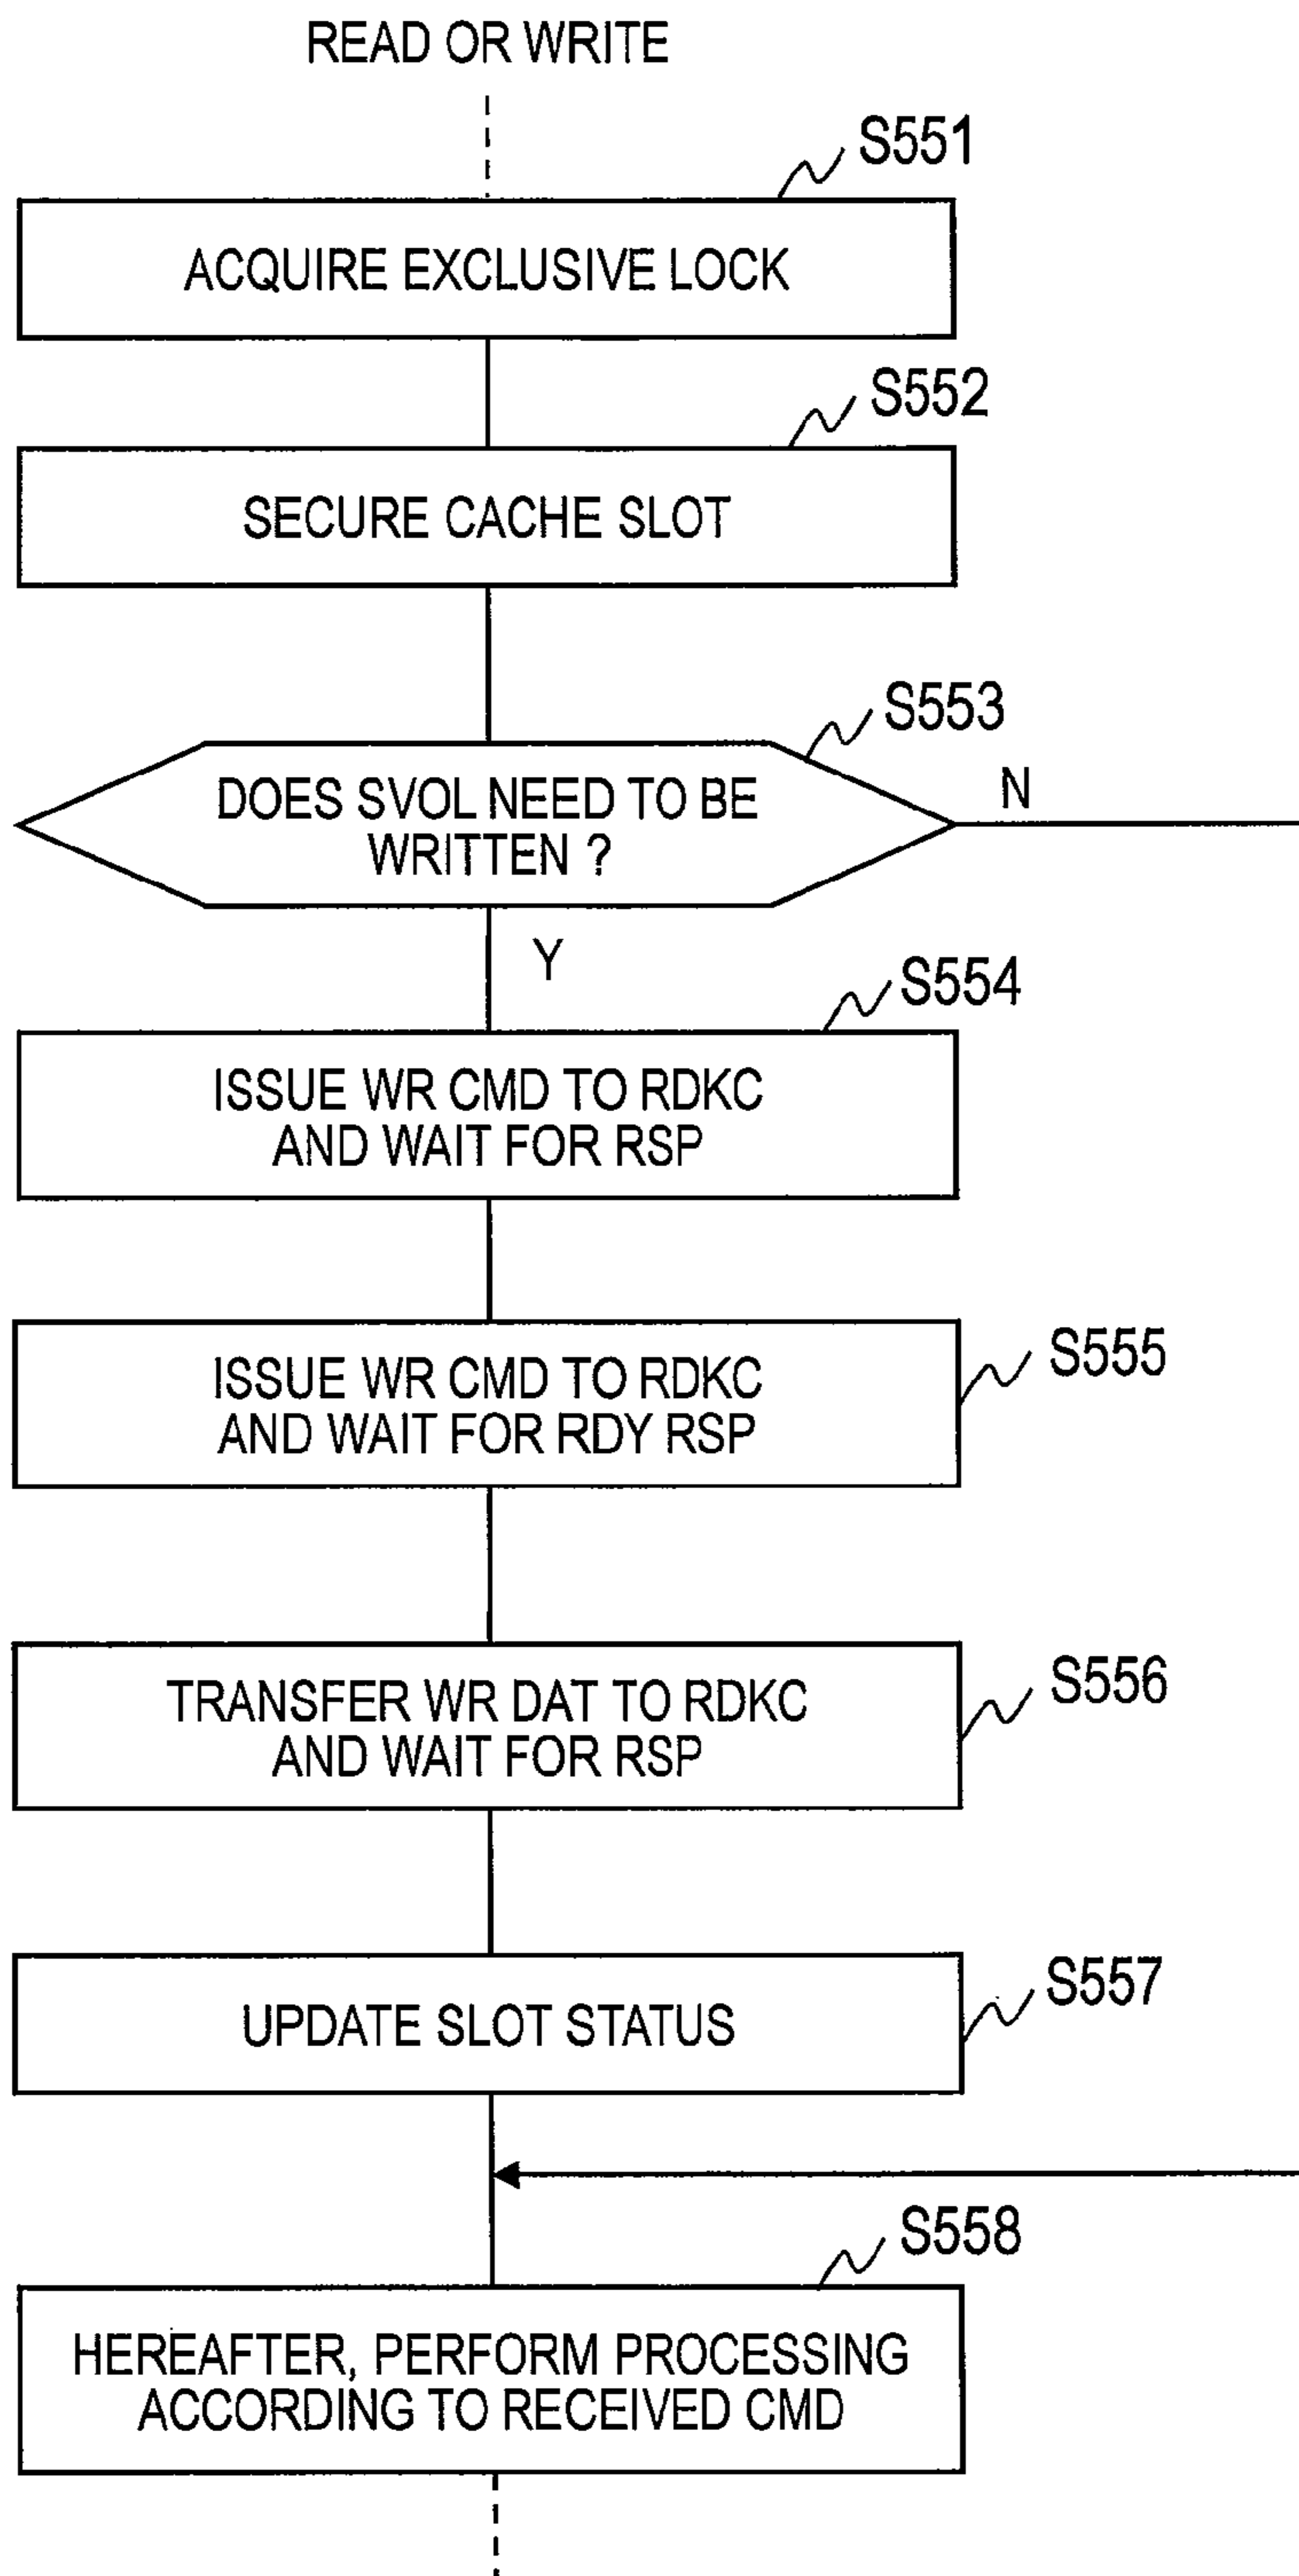 READ OR WRITE
S551
ACQUIRE EXCLUSIVE LOCK
S552
SECURE CACHE SLOT
S553
DOES SVOL NEED TO BE
WRITTEN ?
N
Y
S554
ISSUE WR CMD TO RDKC
AND WAIT FOR RSP
S555
ISSUE WR CMD TO RDKC
AND WAIT FOR RDY RSP
S556
TRANSFER WR DAT TO RDKC
AND WAIT FOR RSP
S557
UPDATE SLOT STATUS
S558
HEREAFTER, PERFORM PROCESSING
ACCORDING TO RECEIVED CMD